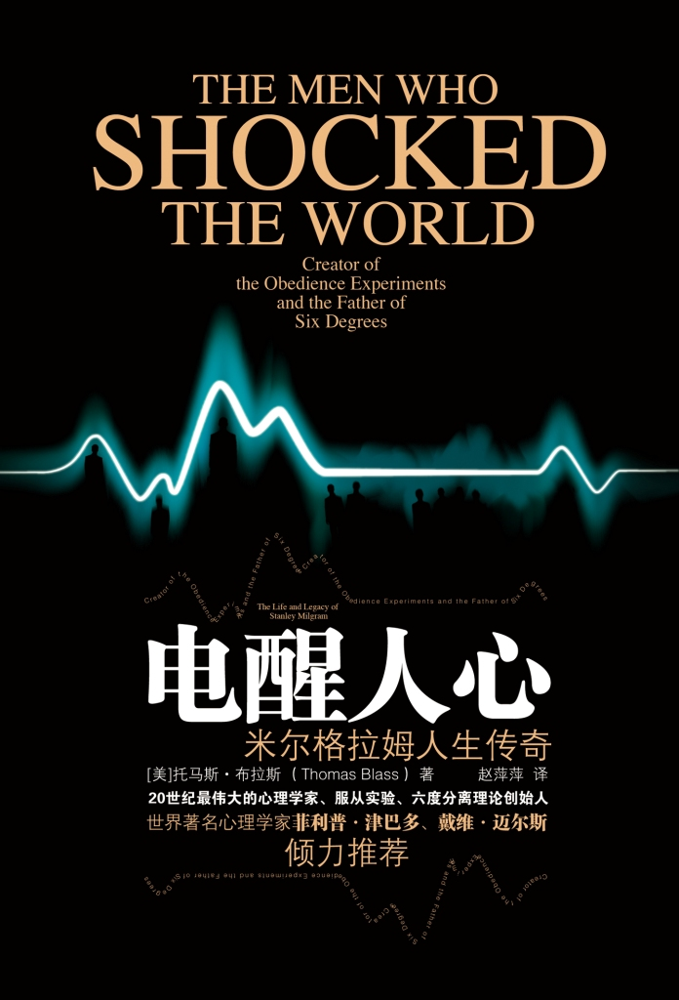 THE MEN WHO
SHOCKED
THE WORLD
Creator of
the Obedience Experiments
and the Father of
Six Degrees
Creator of the Obedience Experiments and the Father of Six Degrees Creator of the Obedience Experiments and the Father of Six Degrees
The Life and Legacy of
Stanley Milgram
电醒人心
米尔格拉姆人生传奇
[美]托马斯·布拉斯（Thomas Blass）著 赵萍萍 译
20世纪最伟大的心理学家、服从实验、六度分离理论创始人
世界著名心理学家菲利普·津巴多、戴维·迈尔斯
倾力推荐
Creator of the Obedience Experiments and the Father of Six Degrees Creator of the Obedience Experiments and the Father of Six Degrees